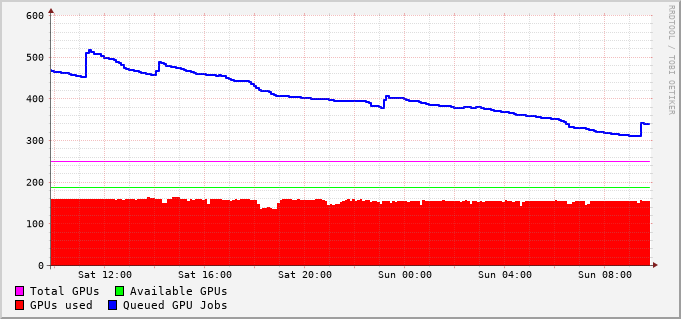 600
500
400
300
200
100
0
Sat 12:00 Sat 16:00 Sat 20:00 Sun 00:00 Sun 04:00 Sun 08:00
Total GPUs Available GPUs
GPUs used Queued GPU Jobs
RRDTOOL / TOBI OETIKER